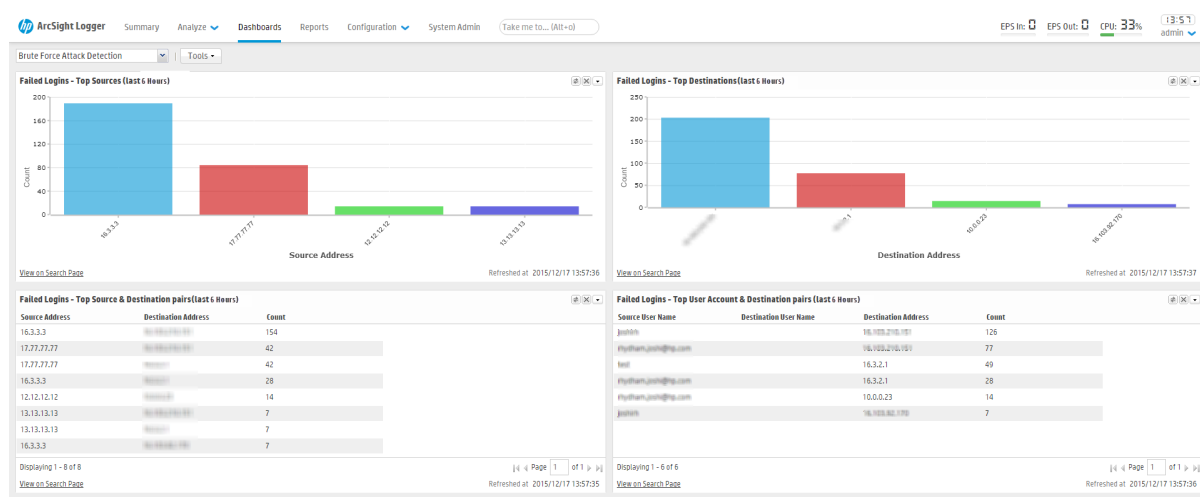 hp ArcSight Logger Summary Analyze Dashboards Reports Configuration System Admin Take me to... (Alt+o) EPS In: 0 EPS Out: 0 CPU: 33% 13:57
admin
Brute Force Attack Detection | Tools
Failed Logins - Top Sources (last 6 Hours)
200
160
120
80
40
0
Count
16.3.3.3
17.77.77.77
12.12.12.12
13.13.13.13
Source Address
View on Search Page Refreshed at 2015/12/17 13:57:36
Failed Logins - Top Destinations(last 6 Hours)
250
200
150
100
50
0
Count
2.1
10.0.0.23
16.103.92.170
Destination Address
View on Search Page Refreshed at 2015/12/17 13:57:37
Failed Logins - Top Source & Destination pairs(last 6 Hours)
Source Address Destination Address Count
16.3.3.3 154
17.77.77.77 42
17.77.77.77 42
16.3.3.3 28
12.12.12.12 14
13.13.13.13 7
13.13.13.13 7
16.3.3.3 7
Displaying 1 - 8 of 8 Page 1 of 1
View on Search Page Refreshed at 2015/12/17 13:57:35
Failed Logins - Top User Account & Destination pairs (last 6 Hours)
Source User Name Destination User Name Destination Address Count
126
77
16.3.2.1 49
16.3.2.1 28
10.0.0.23 14
7
Displaying 1 - 6 of 6 Page 1 of 1
View on Search Page Refreshed at 2015/12/17 13:57:36